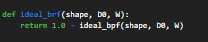 def ideal_brf(shape, D0, W):
    return 1.0 - ideal_bpf(shape, D0, W)